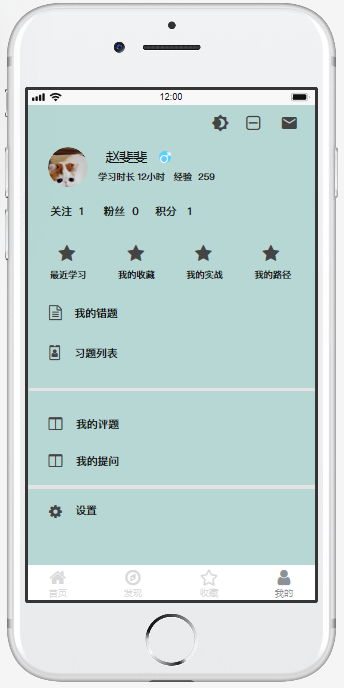 12:00
赵斐斐
学习时长 12小时 经验 259
关注 1 粉丝 0 积分 1
最近学习 我的收藏 我的实战 我的路径
我的错题
习题列表
我的评题
我的提问
设置
首页 发现 收藏 我的